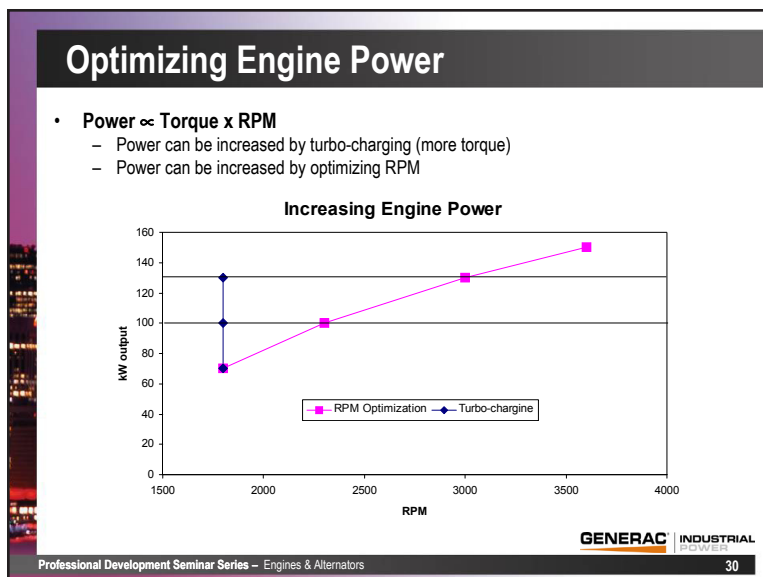 Optimizing Engine Power
• Power ∝ Torque x RPM
– Power can be increased by turbo-charging (more torque)
– Power can be increased by optimizing RPM
Increasing Engine Power
160
140
120
100
80
60
40
20
0
kW output
RPM Optimization
Turbo-chargine
1500
2000
2500
3000
3500
4000
RPM
GENERAC INDUSTRIAL
POWER
Professional Development Seminar Series – Engines & Alternators
30